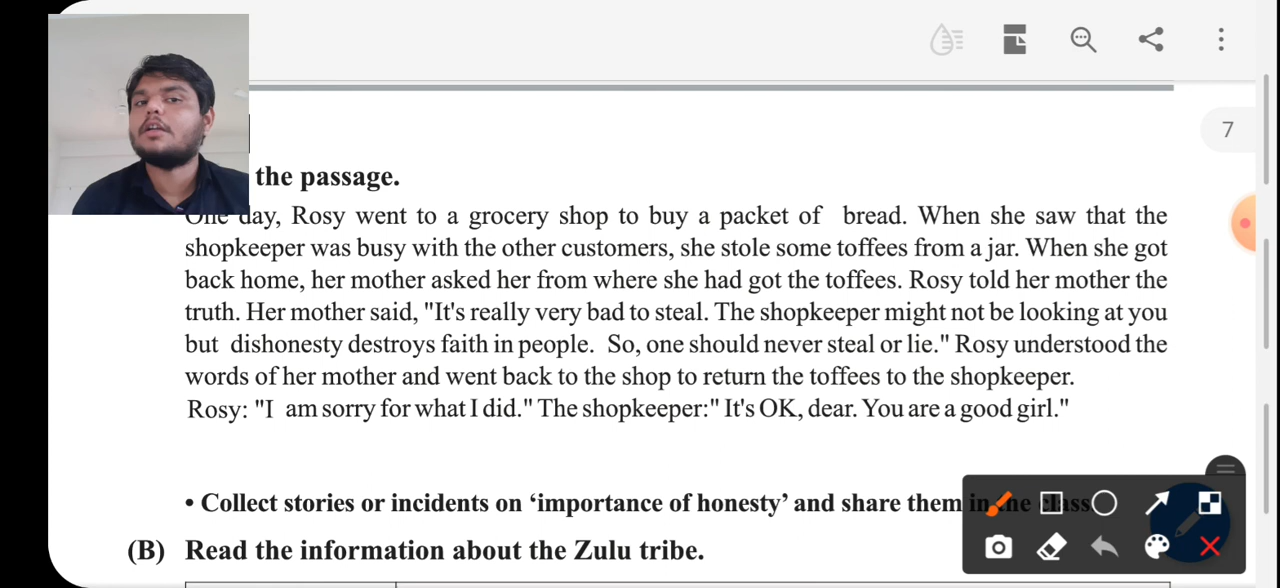 7
the passage.
One day, Rosy went to a grocery shop to buy a packet of bread. When she saw that the
shopkeeper was busy with the other customers, she stole some toffees from a jar. When she got
back home, her mother asked her from where she had got the toffees. Rosy told her mother the
truth. Her mother said, "It's really very bad to steal. The shopkeeper might not be looking at you
but dishonesty destroys faith in people. So, one should never steal or lie." Rosy understood the
words of her mother and went back to the shop to return the toffees to the shopkeeper.
Rosy: "I am sorry for what I did." The shopkeeper:" It's OK, dear. You are a good girl."
• Collect stories or incidents on ‘importance of honesty’ and share them in the class
(B) Read the information about the Zulu tribe.